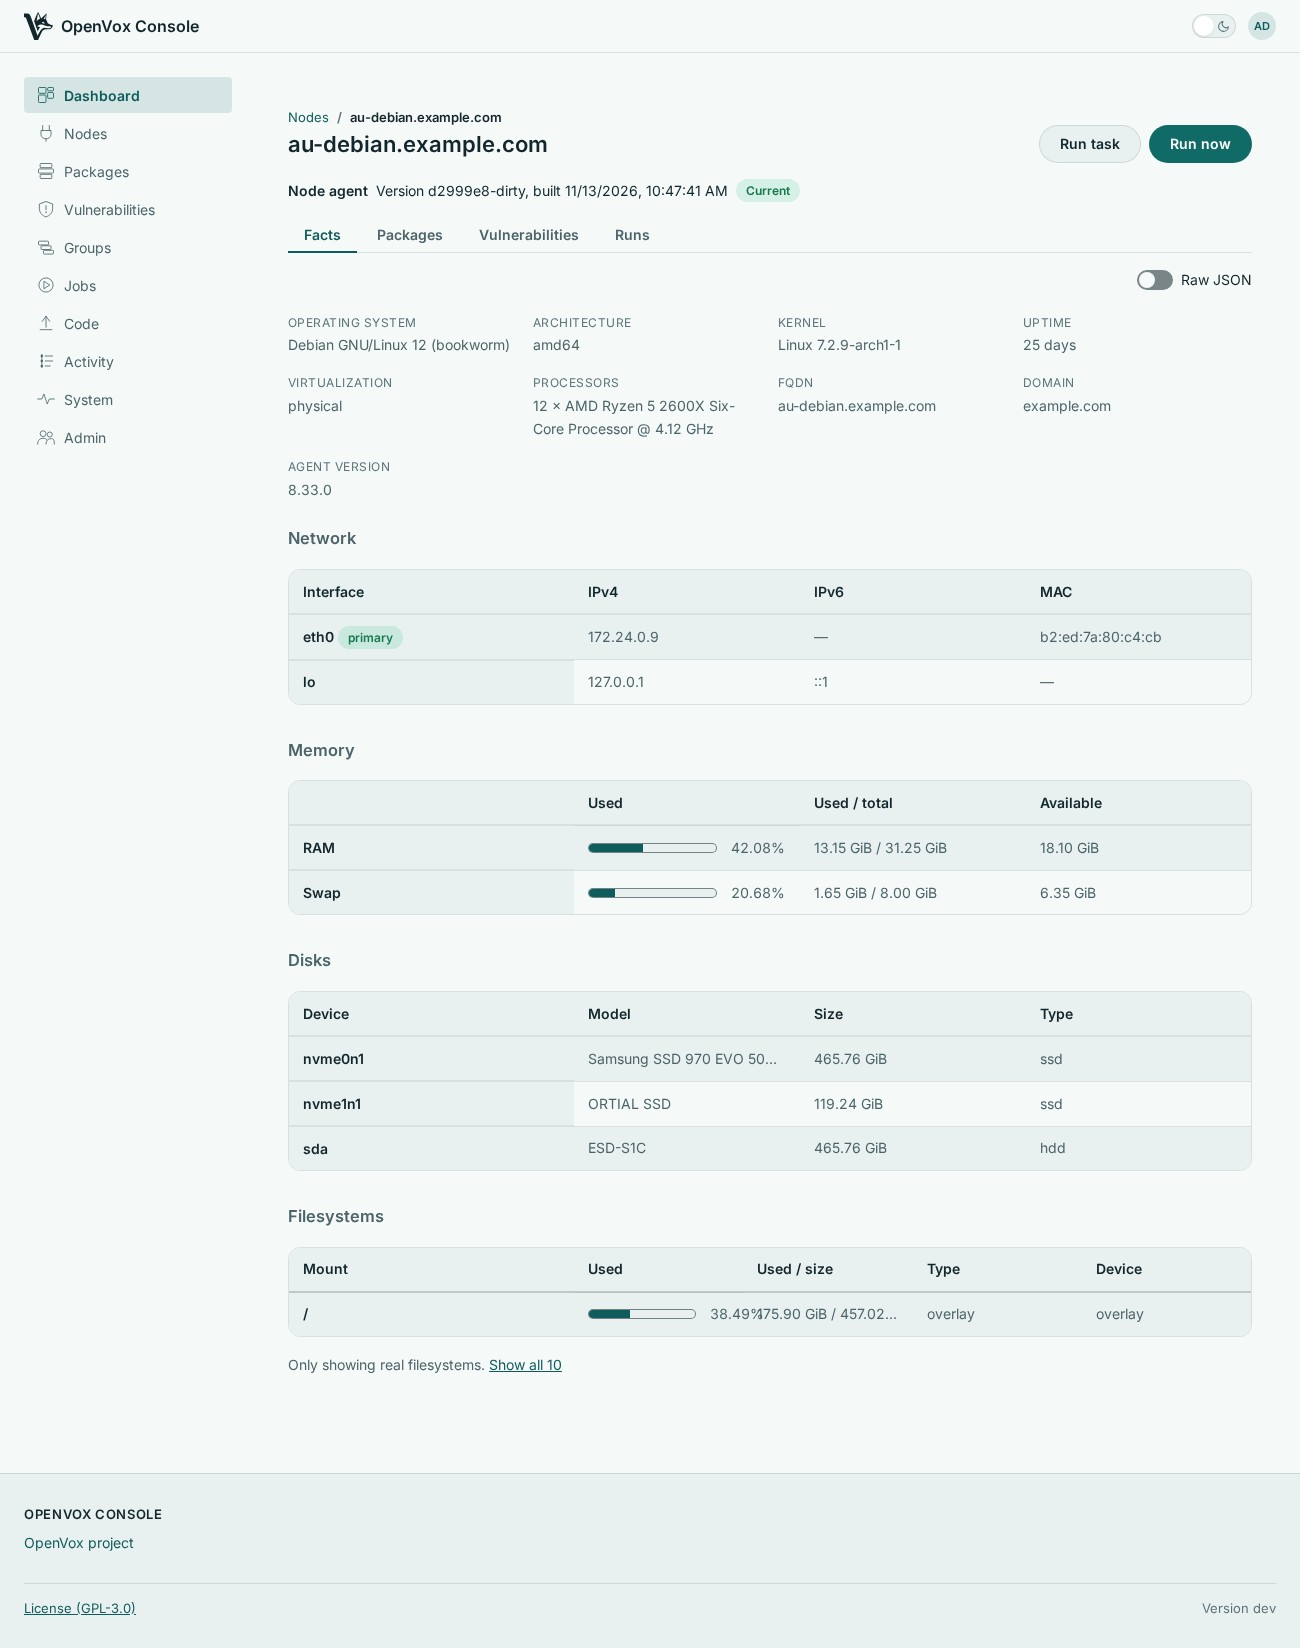 OpenVox Console
AD
Dashboard
Nodes
Packages
Vulnerabilities
Groups
Jobs
Code
Activity
System
Admin
Nodes / au-debian.example.com
au-debian.example.com
Run task
Run now
Node agent Version d2999e8-dirty, built 11/13/2026, 10:47:41 AM Current
Facts Packages Vulnerabilities Runs
Raw JSON
OPERATING SYSTEM ARCHITECTURE KERNEL UPTIME
Debian GNU/Linux 12 (bookworm) amd64 Linux 7.2.9-arch1-1 25 days
VIRTUALIZATION PROCESSORS FQDN DOMAIN
physical 12 × AMD Ryzen 5 2600X Six- au-debian.example.com example.com
Core Processor @ 4.12 GHz
AGENT VERSION
8.33.0
Network
Interface IPv4 IPv6 MAC
eth0 primary 172.24.0.9 — b2:ed:7a:80:c4:cb
lo 127.0.0.1 ::1 —
Memory
Used Used / total Available
RAM 42.08% 13.15 GiB / 31.25 GiB 18.10 GiB
Swap 20.68% 1.65 GiB / 8.00 GiB 6.35 GiB
Disks
Device Model Size Type
nvme0n1 Samsung SSD 970 EVO 50... 465.76 GiB ssd
nvme1n1 ORTIAL SSD 119.24 GiB ssd
sda ESD-S1C 465.76 GiB hdd
Filesystems
Mount Used Used / size Type Device
/ 38.49% 175.90 GiB / 457.02... overlay overlay
Only showing real filesystems. Show all 10
OPENVOX CONSOLE
OpenVox project
License (GPL-3.0)
Version dev